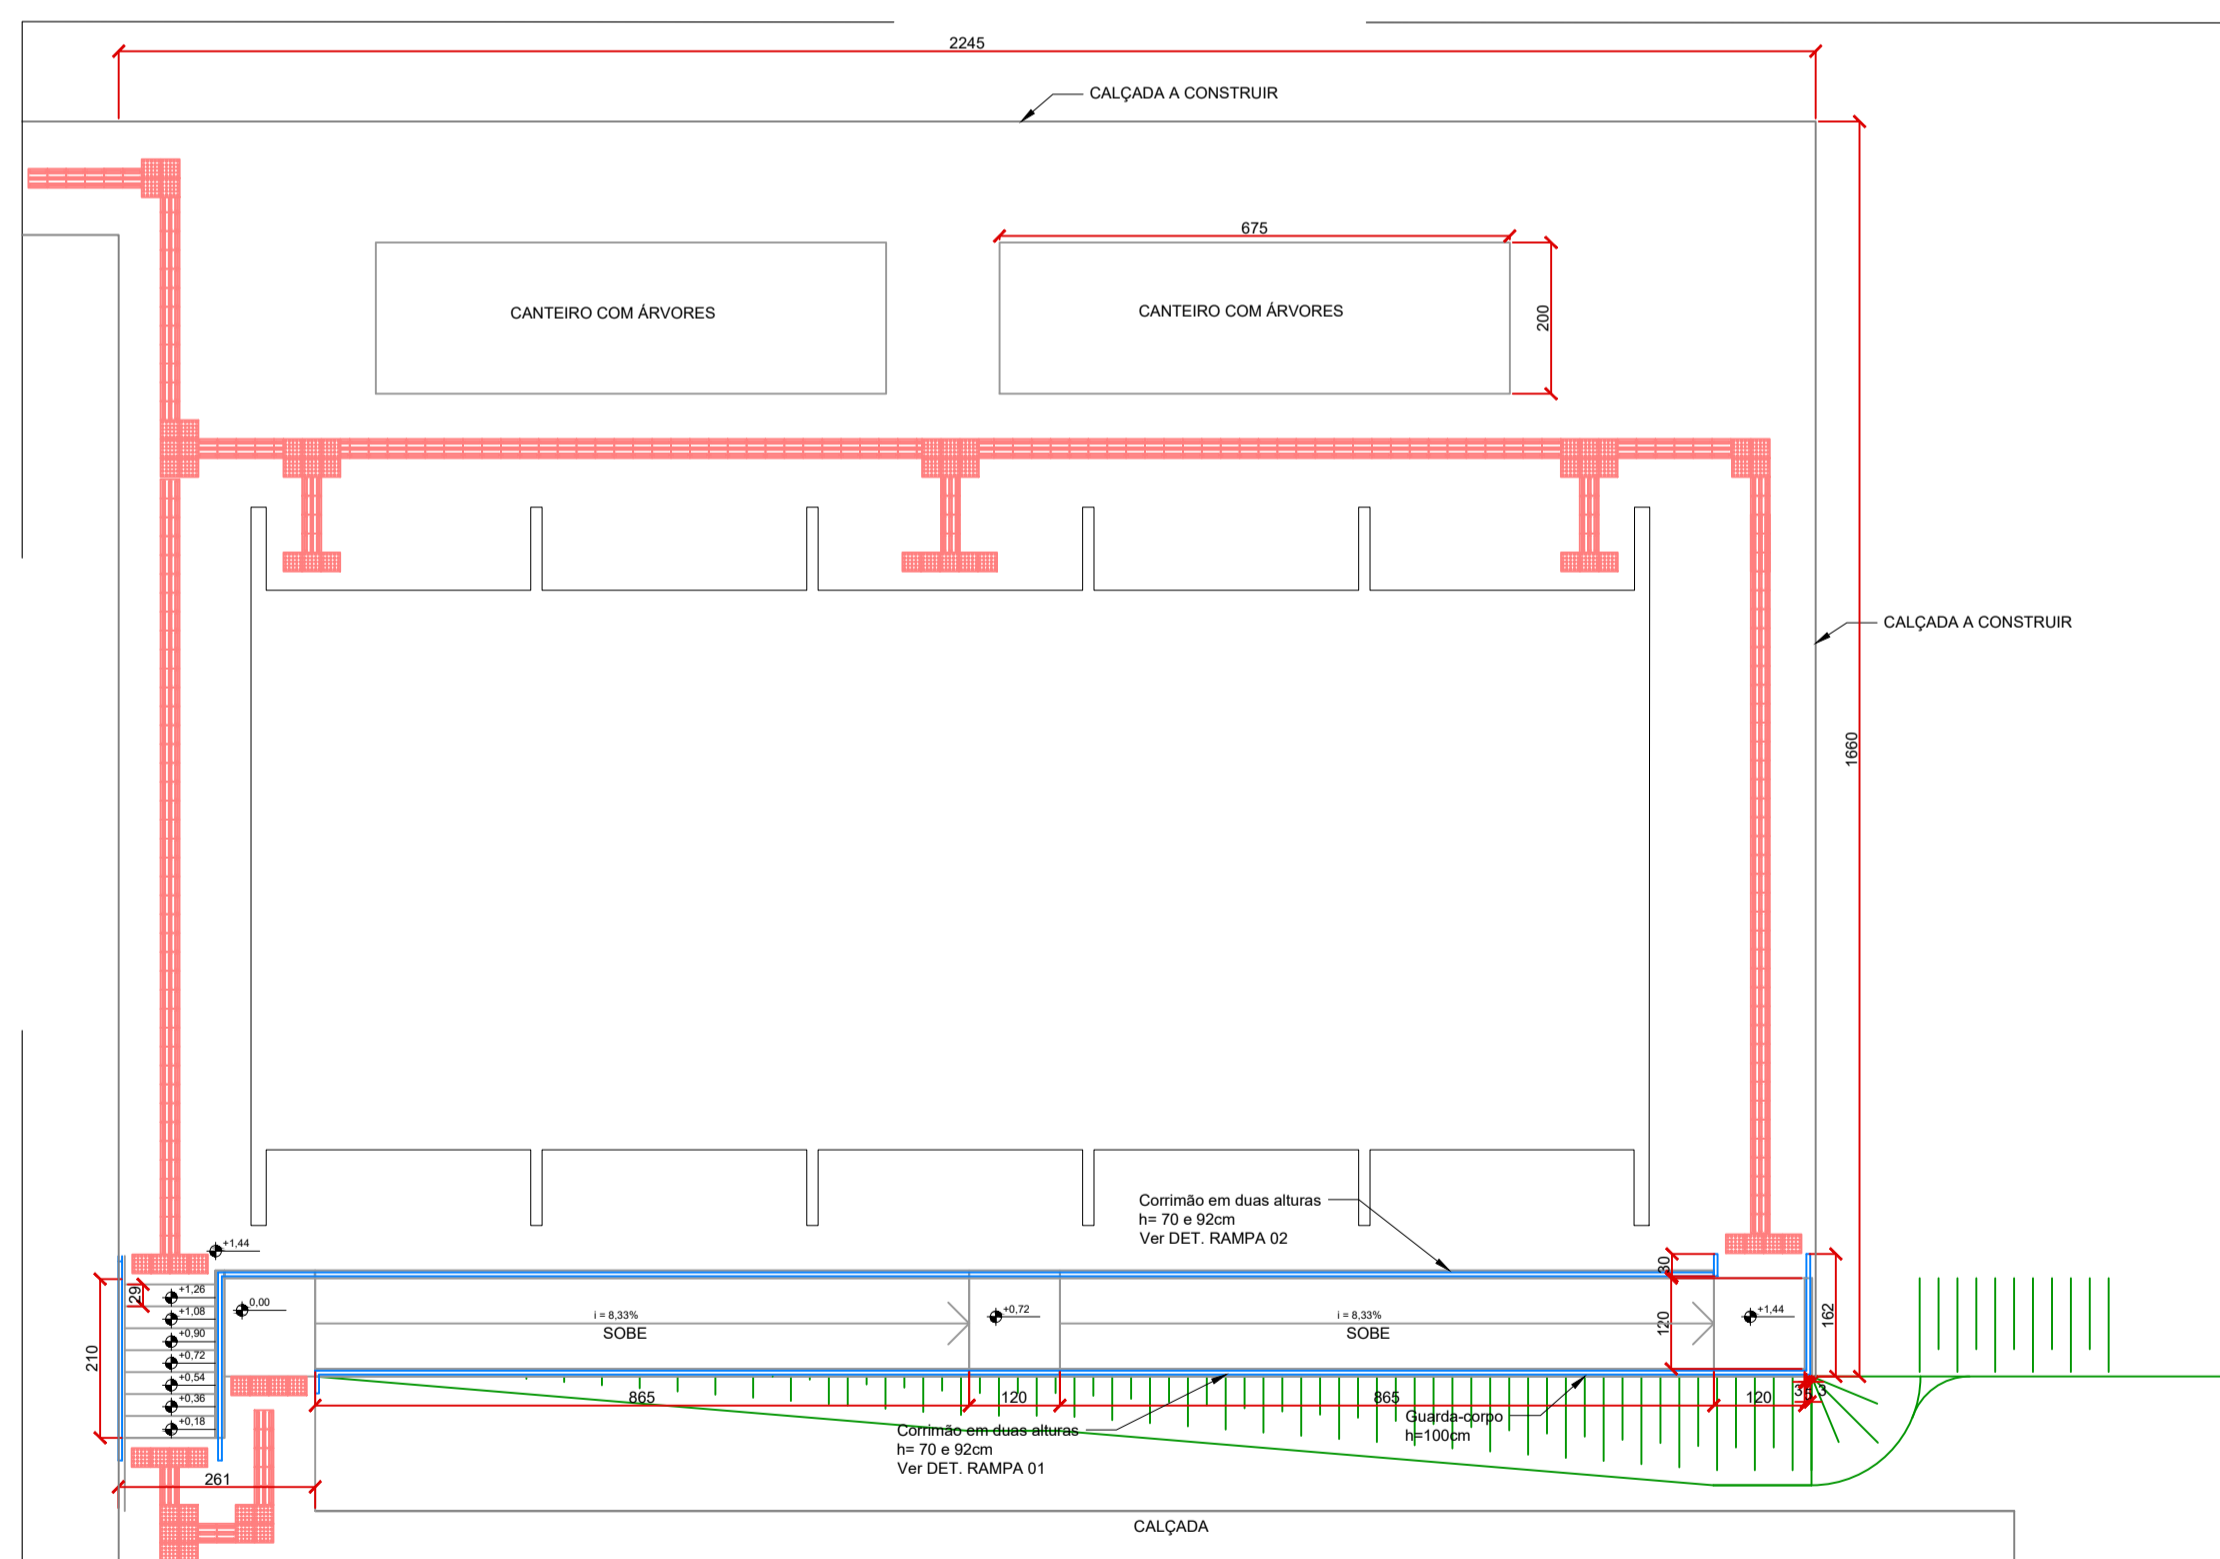 2245
CALÇADA A CONSTRUIR
675
200
CANTEIRO COM ÁRVORES
CANTEIRO COM ÁRVORES
CALÇADA A CONSTRUIR
1660
Corrimão em duas alturas
h= 70 e 92cm
Ver DET. RAMPA 02
+1,44
29
+1,26
+1,08
+0,90
+0,72
+0,54
+0,36
+0,18
210
0,00
i = 8,33%
SOBE
+0,72
i = 8,33%
SOBE
30
120
+1,44
162
865
120
865
120
3
3
Corrimão em duas alturas
h= 70 e 92cm
Ver DET. RAMPA 01
Guarda-corpo
h=100cm
261
CALÇADA